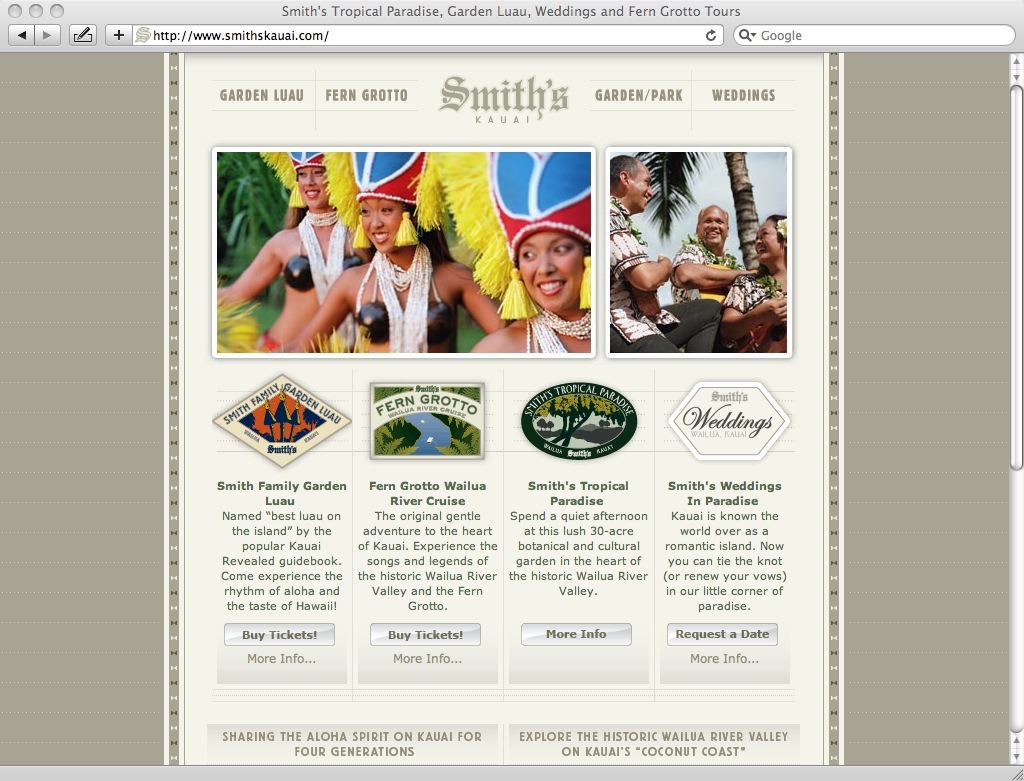 Smith's Tropical Paradise, Garden Luau, Weddings and Fern Grotto Tours
http://www.smithskauai.com/
Google
GARDEN LUAU
FERN GROTTO
Smith's
KAUAI
GARDEN/PARK
WEDDINGS
SMITH FAMILY GARDEN LUAU
WAILUA KAUAI
Smith's
Smith's
FERN GROTTO
WAILUA RIVER CRUISE
SMITH'S TROPICAL PARADISE
WAILUA KAUAI
Smith's
Smith's
Weddings
WAILUA, KAUAI
Smith Family Garden
Luau
Named “best luau on
the island” by the
popular Kauai
Revealed guidebook.
Come experience the
rhythm of aloha and
the taste of Hawaii!
Buy Tickets!
More Info...
Fern Grotto Wailua
River Cruise
The original gentle
adventure to the heart
of Kauai. Experience the
songs and legends of
the historic Wailua River
Valley and the Fern
Grotto.
Buy Tickets!
More Info...
Smith's Tropical
Paradise
Spend a quiet afternoon
at this lush 30-acre
botanical and cultural
garden in the heart of
the historic Wailua River
Valley.
More Info
Smith's Weddings
In Paradise
Kauai is known the
world over as a
romantic island. Now
you can tie the knot
(or renew your vows)
in our little corner of
paradise.
Request a Date
More Info...
SHARING THE ALOHA SPIRIT ON KAUAI FOR
FOUR GENERATIONS
EXPLORE THE HISTORIC WAILUA RIVER VALLEY
ON KAUAI'S "COCONUT COAST"